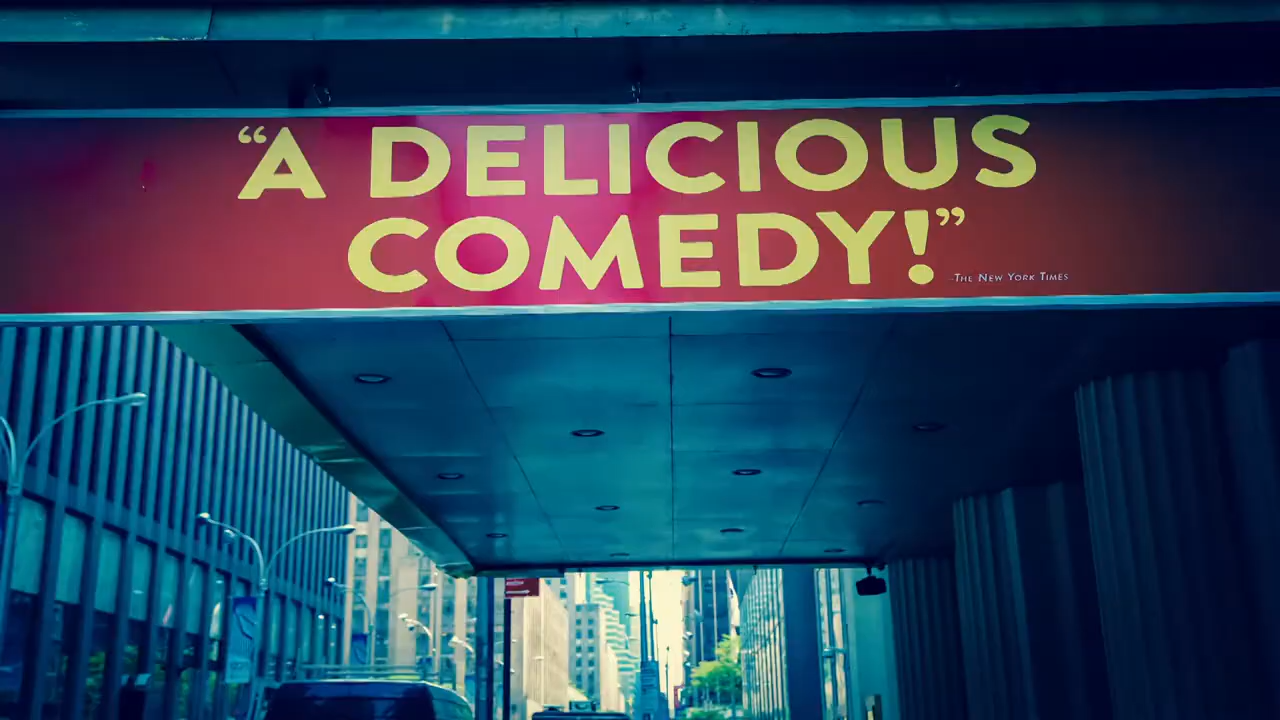 “A DELICIOUS
COMEDY!”
–THE NEW YORK TIMES